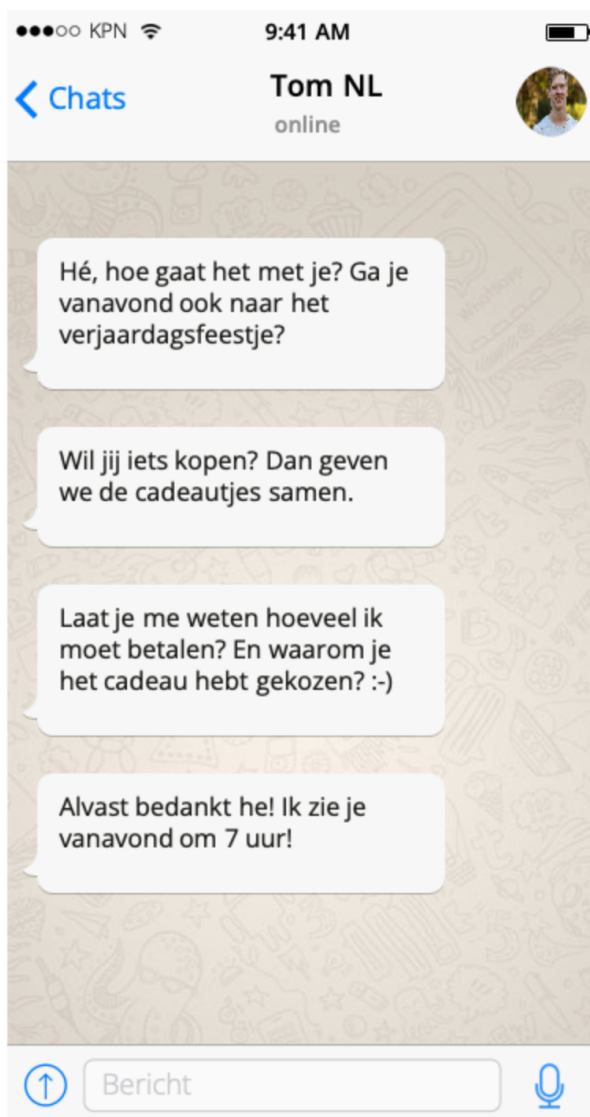 KPN 9:41 AM
Chats Tom NL
online
Hé, hoe gaat het met je? Ga je
vanavond ook naar het
verjaardagsfeestje?
Wil jij iets kopen? Dan geven
we de cadeautjes samen.
Laat je me weten hoeveel ik
moet betalen? En waarom je
het cadeau hebt gekozen? :-)
Alvast bedankt he! Ik zie je
vanavond om 7 uur!
Bericht